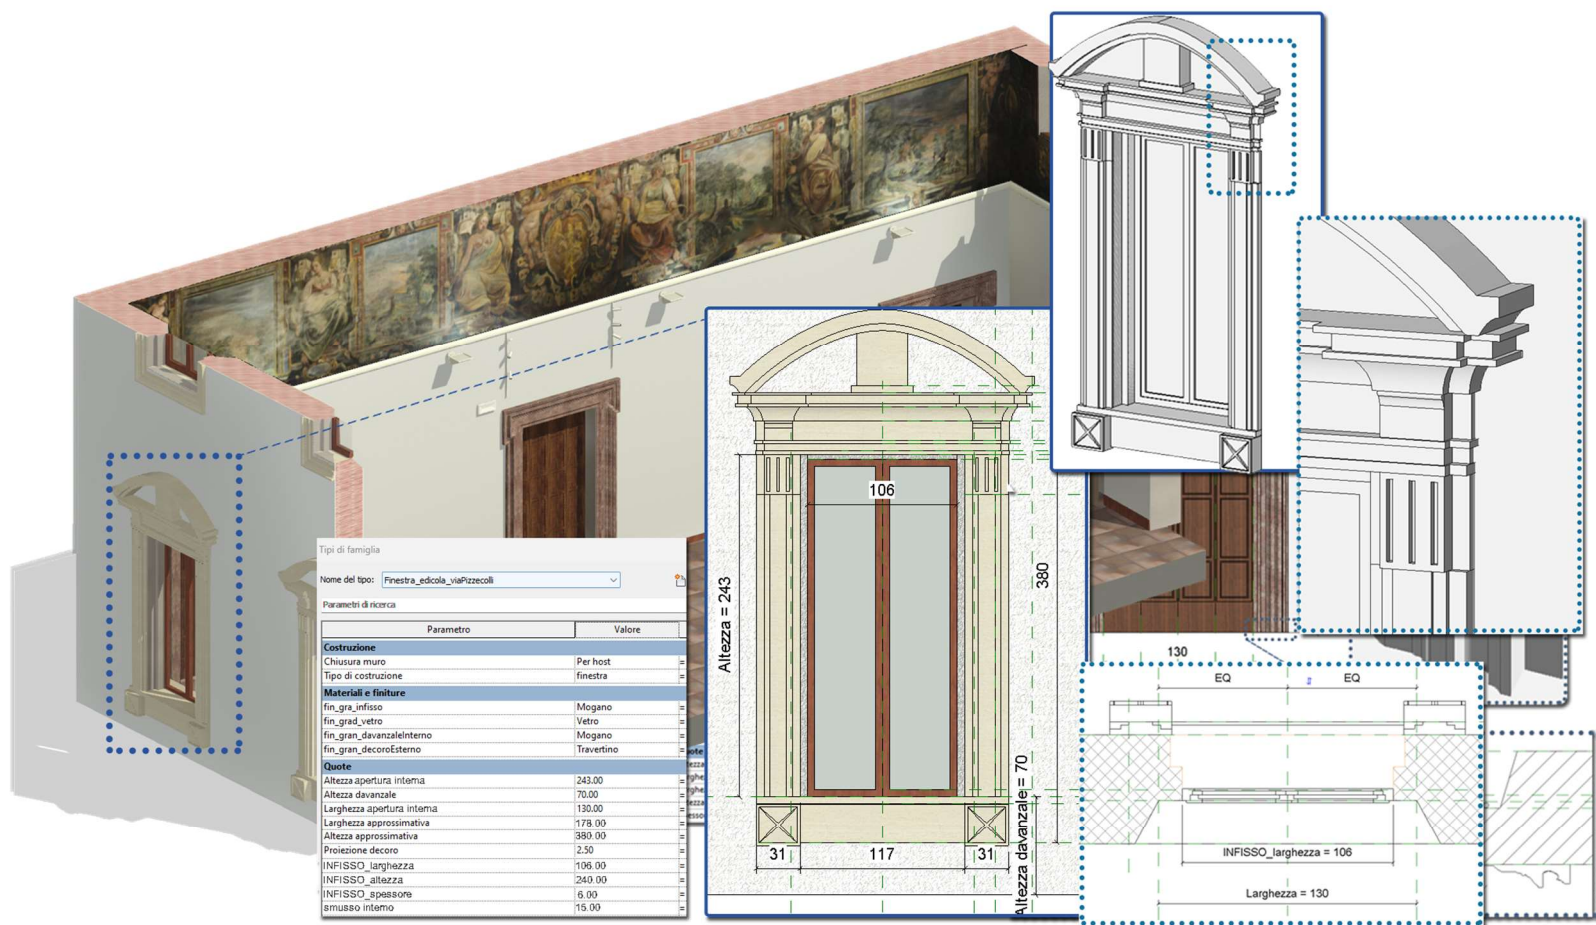 Tipi di famiglia
Nome del tipo: Finestra_edicola_viaPizzecolli
Parametri di ricerca
Parametro Valore
Costruzione
Chiusura muro Per host =
Tipo di costruzione finestra =
Materiali e finiture
fin_gra_infisso Mogano =
fin_grad_vetro Vetro =
fin_gran_davanzaleInterno Mogano =
fin_gran_decoroEsterno Travertino =
Quote
Altezza apertura interna 243.00 =
Altezza davanzale 70.00 =
Larghezza apertura interna 130.00 =
Larghezza approssimativa 178.00 =
Altezza approssimativa 380.00 =
Proiezione decoro 2.50 =
INFISSO_larghezza 106.00 =
INFISSO_altezza 240.00 =
INFISSO_spessore 6.00 =
smusso interno 15.00 =
106
Altezza = 243
380
Altezza davanzale = 70
31 117 31
130
EQ EQ
INFISSO_larghezza = 106
Larghezza = 130